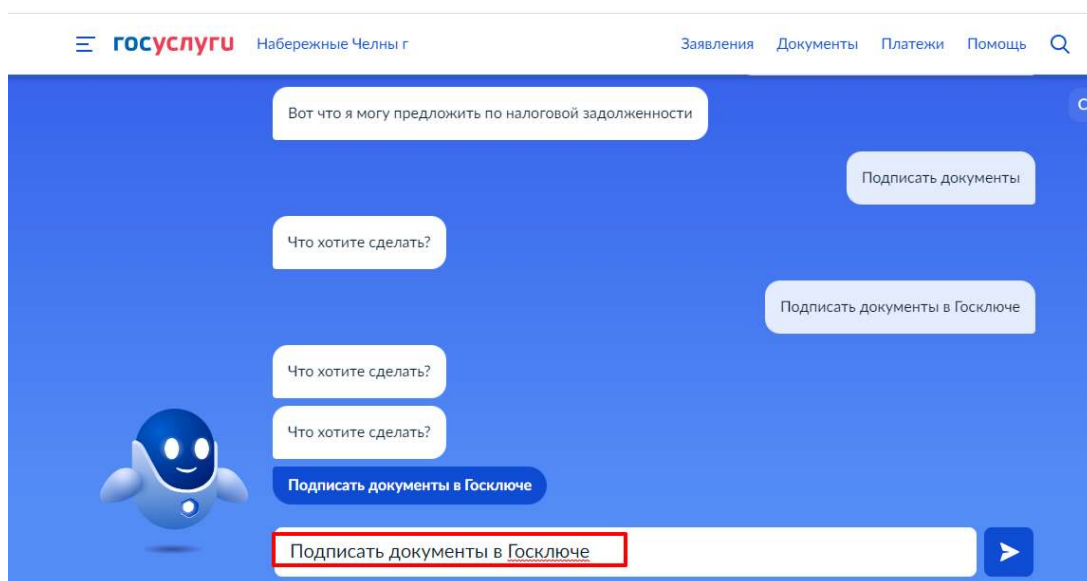 госуслуги Набережные Челны г Заявления Документы Платежи Помощь
Вот что я могу предложить по налоговой задолженности
Подписать документы
Что хотите сделать?
Подписать документы в Госключе
Что хотите сделать?
Что хотите сделать?
Подписать документы в Госключе
Подписать документы в Госключе